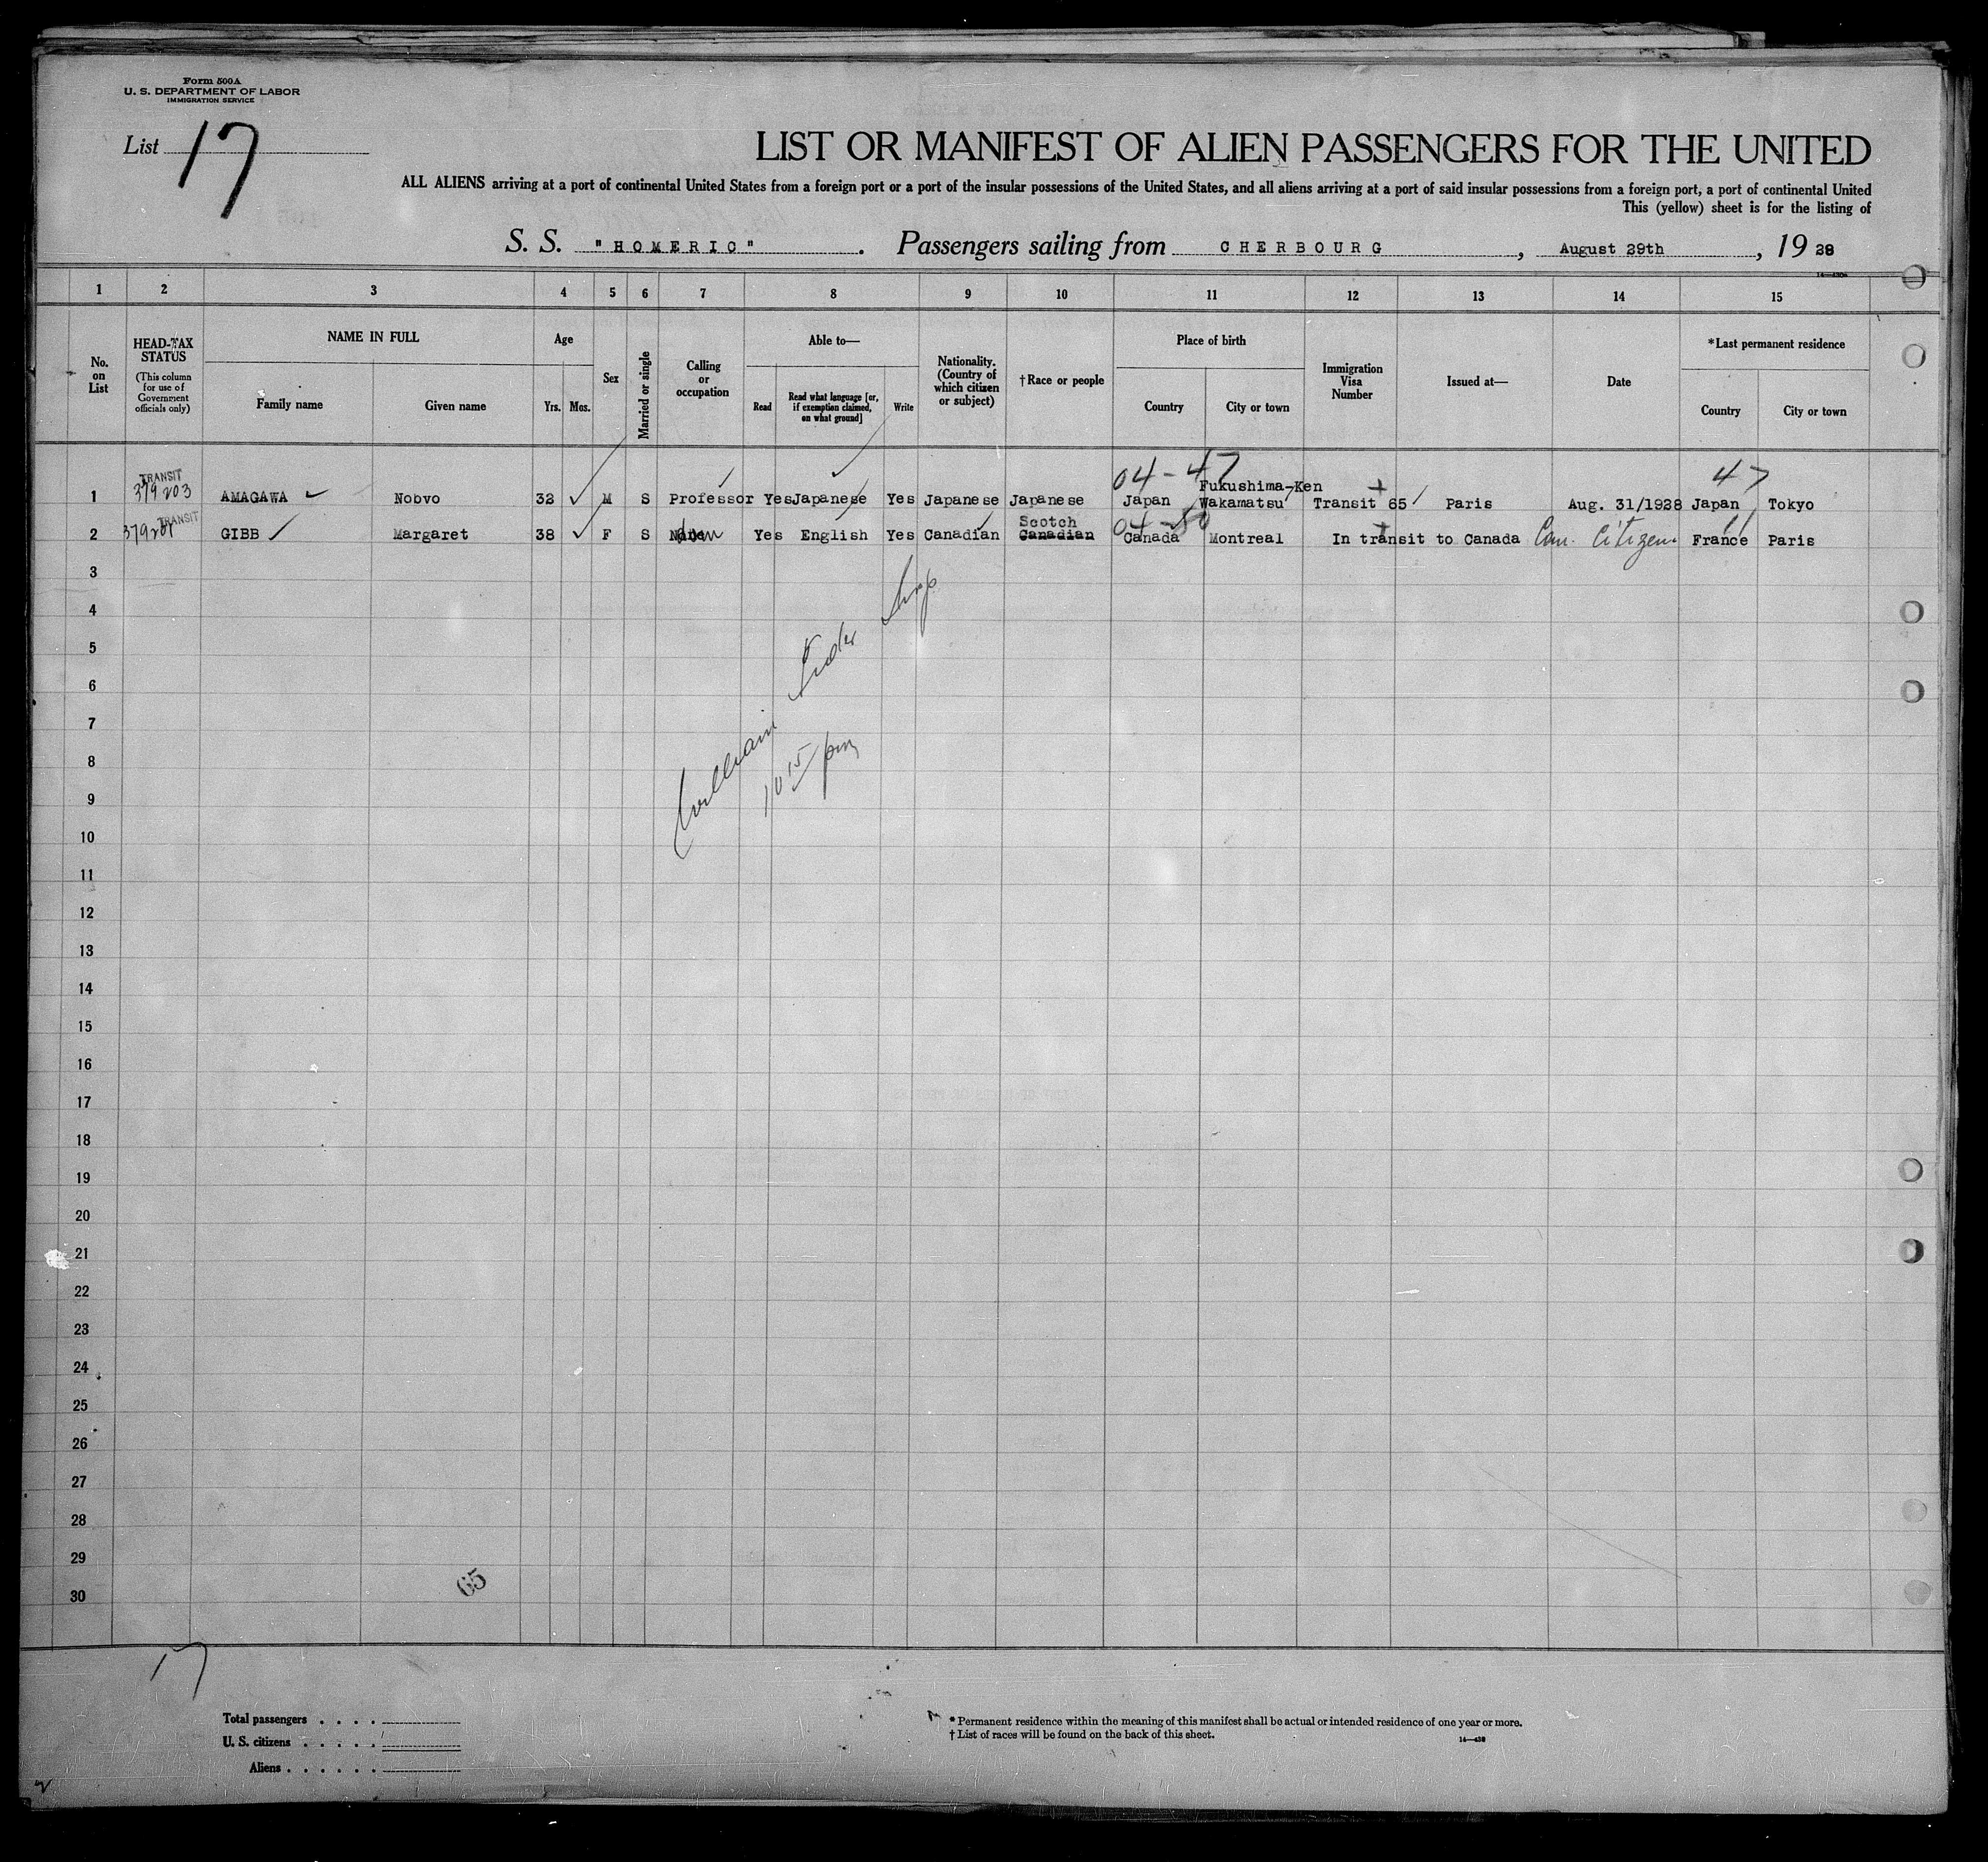 Form 500A
U. S. DEPARTMENT OF LABOR
IMMIGRATION SERVICE
List 17
LIST OR MANIFEST OF ALIEN PASSENGERS FOR THE UNITED
ALL ALIENS arriving at a port of continental United States from a foreign port or a port of the insular possessions of the United States, and all aliens arriving at a port of said insular possessions from a foreign port, a port of continental United
This (yellow) sheet is for the listing of
S. S. "HOMERIC". Passengers sailing from CHERBOURG, August 29th, 1928
1 2 3 4 5 6 7 8 9 10 11 12 13 14 15
No. on List
HEAD-TAX STATUS
(This column for use of Government officials only)
NAME IN FULL
Family name Given name
Age
Yrs. Mos.
Sex
Married or single
Calling or occupation
Able to—
Read
Read what language [or, if exemption claimed, on what ground]
Write
Nationality. (Country of which citizen or subject)
†Race or people
Place of birth
Country City or town
Immigration Visa Number
Issued at—
Date
*Last permanent residence
Country City or town
TRANSIT 04-47 47
Fukushima-Ken
1 379203 AMAGAWA Nobvo 32 M S Professor Yes Japanese Yes Japanese Japanese Japan Wakamatsu Transit 65 Paris Aug. 31/1928 Japan Tokyo
TRANSIT Scotch 04-50
2 GIBB Margaret 38 F S Yes English Yes Canadian Canadian Canada Montreal In transit to Canada Can. Citizen France Paris
3
4
5
6
7
8
9
10
11
12
13
14
15
16
17
18
19
20
21
22
23
24
25
26
27
28
29
30
William
10 15 pm
65
17
Total passengers . . . .
U. S. citizens . . . . .
Aliens . . . . . .
* Permanent residence within the meaning of this manifest shall be actual or intended residence of one year or more.
† List of races will be found on the back of this sheet.